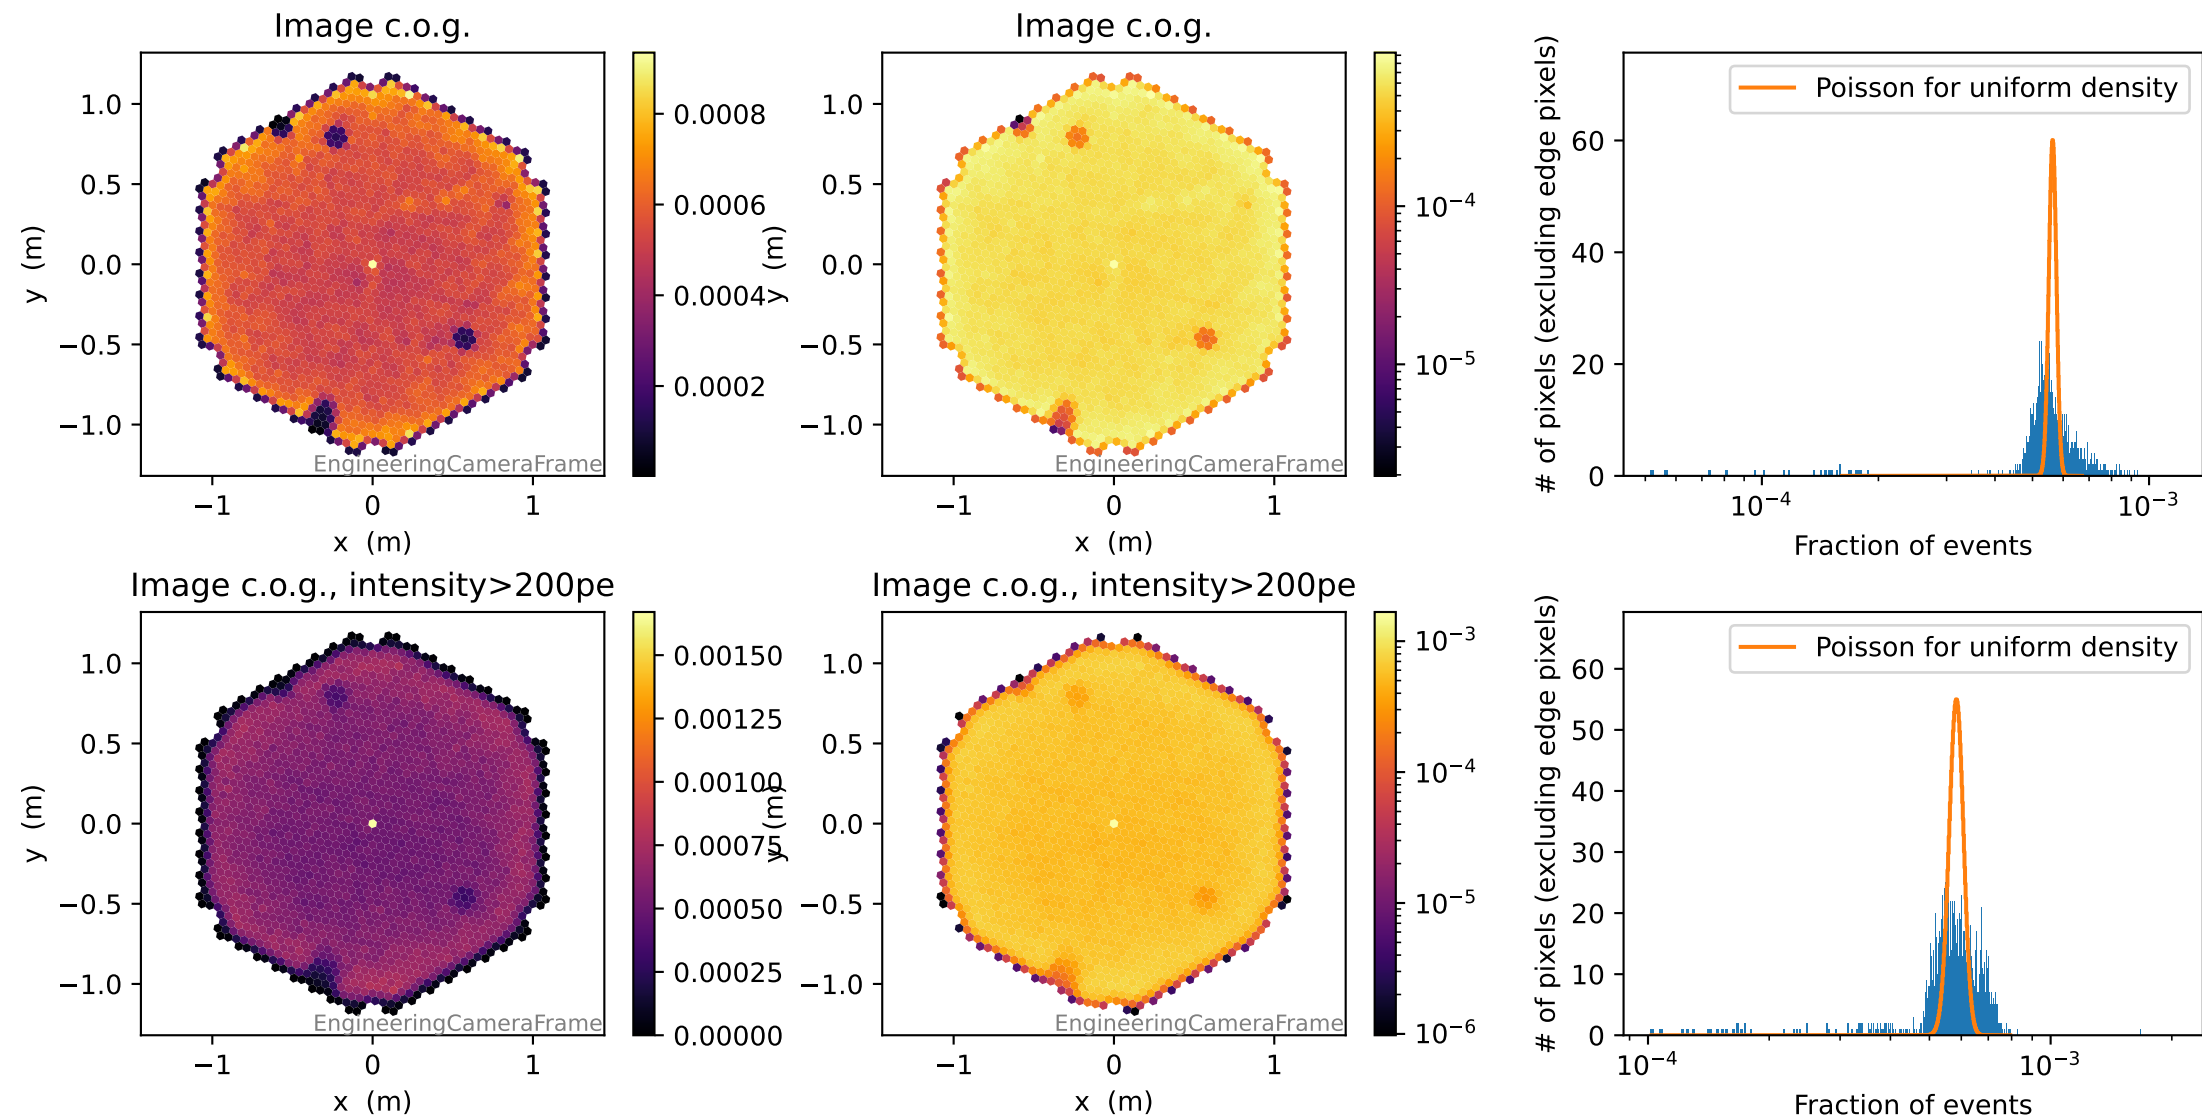 Image c.o.g.
1.0
0.5
0.0
−0.5
−1.0
y (m)
−1
0
1
x (m)
EngineeringCameraFrame
0.0008
0.0006
0.0004
0.0002
Image c.o.g.
1.0
0.5
0.0
−0.5
−1.0
y (m)
−1
0
1
x (m)
EngineeringCameraFrame
10−4
10−5
Poisson for uniform density
# of pixels (excluding edge pixels)
60
40
20
0
10−4
10−3
Fraction of events
Image c.o.g., intensity>200pe
1.0
0.5
0.0
−0.5
−1.0
y (m)
−1
0
1
x (m)
EngineeringCameraFrame
0.00150
0.00125
0.00100
0.00075
0.00050
0.00025
0.00000
Image c.o.g., intensity>200pe
1.0
0.5
0.0
−0.5
−1.0
y (m)
−1
0
1
x (m)
EngineeringCameraFrame
10−3
10−4
10−5
10−6
Poisson for uniform density
# of pixels (excluding edge pixels)
60
50
40
30
20
10
0
10−4
10−3
Fraction of events